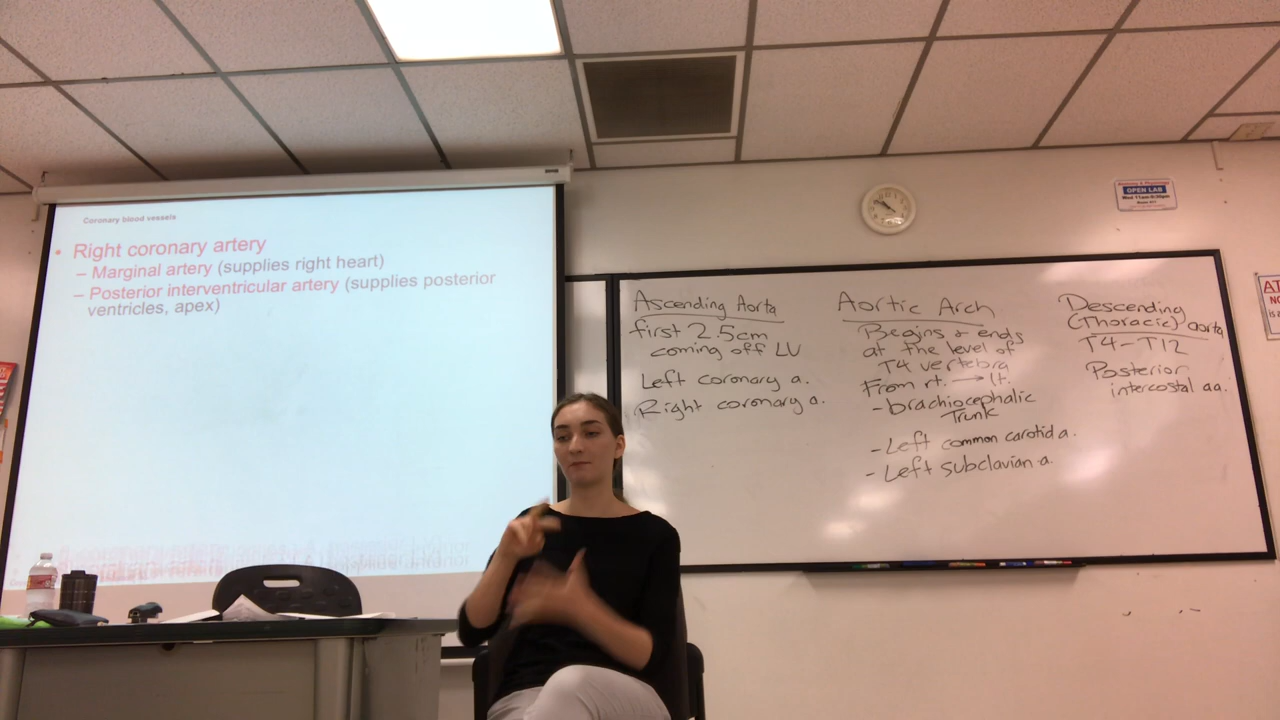 Coronary blood vessels
• Right coronary artery
– Marginal artery (supplies right heart)
– Posterior interventricular artery (supplies posterior
ventricles, apex)
Ascending Aorta
first 2.5cm
coming off LV
Left coronary a.
Right coronary a.
Aortic Arch
Begins & ends
at the level of
T4 vertebra
From rt. → lt.
- brachiocephalic
Trunk
- Left common carotid a.
- Left subclavian a.
Descending
(Thoracic) aorta
T4-T12
Posterior
intercostal aa.
OPEN LAB